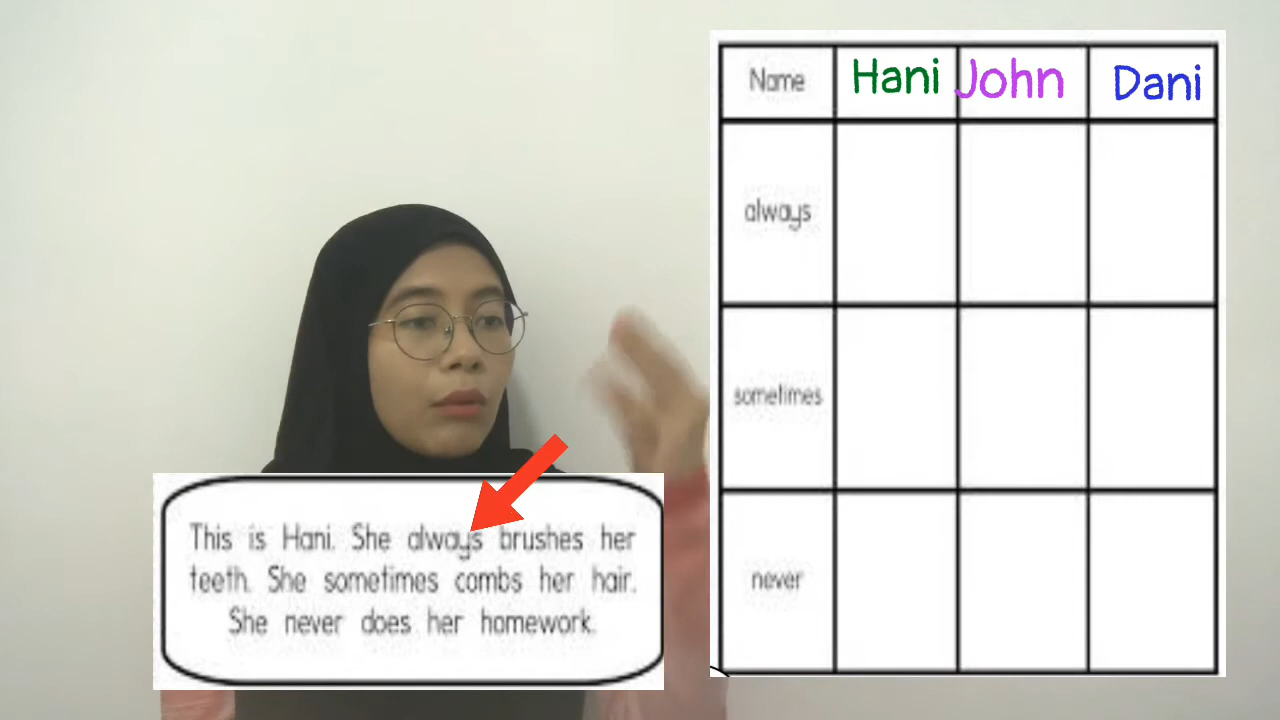 This is Hani. She always brushes her
teeth. She sometimes combs her hair.
She never does her homework.
Name Hani John Dani
always
sometimes
never